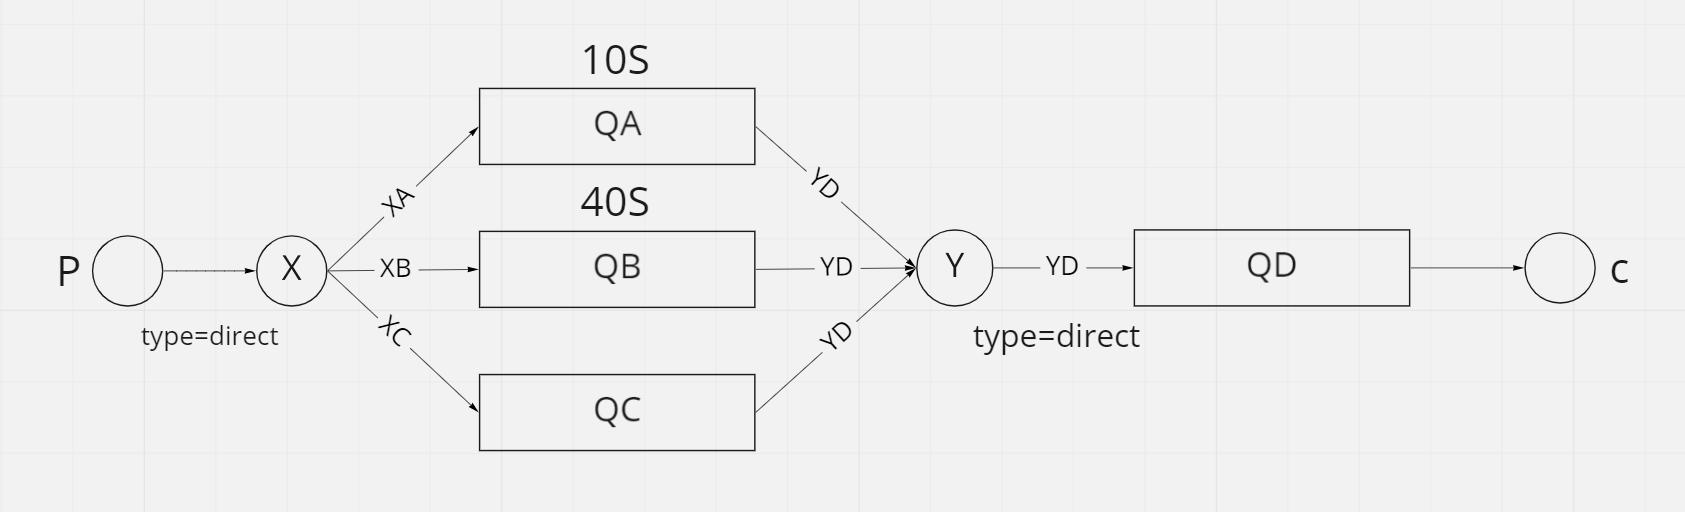 10S
QA
XA
YD
40S
QB
P
X
XB
YD
Y
YD
QD
c
type=direct
XC
YD
type=direct
QC